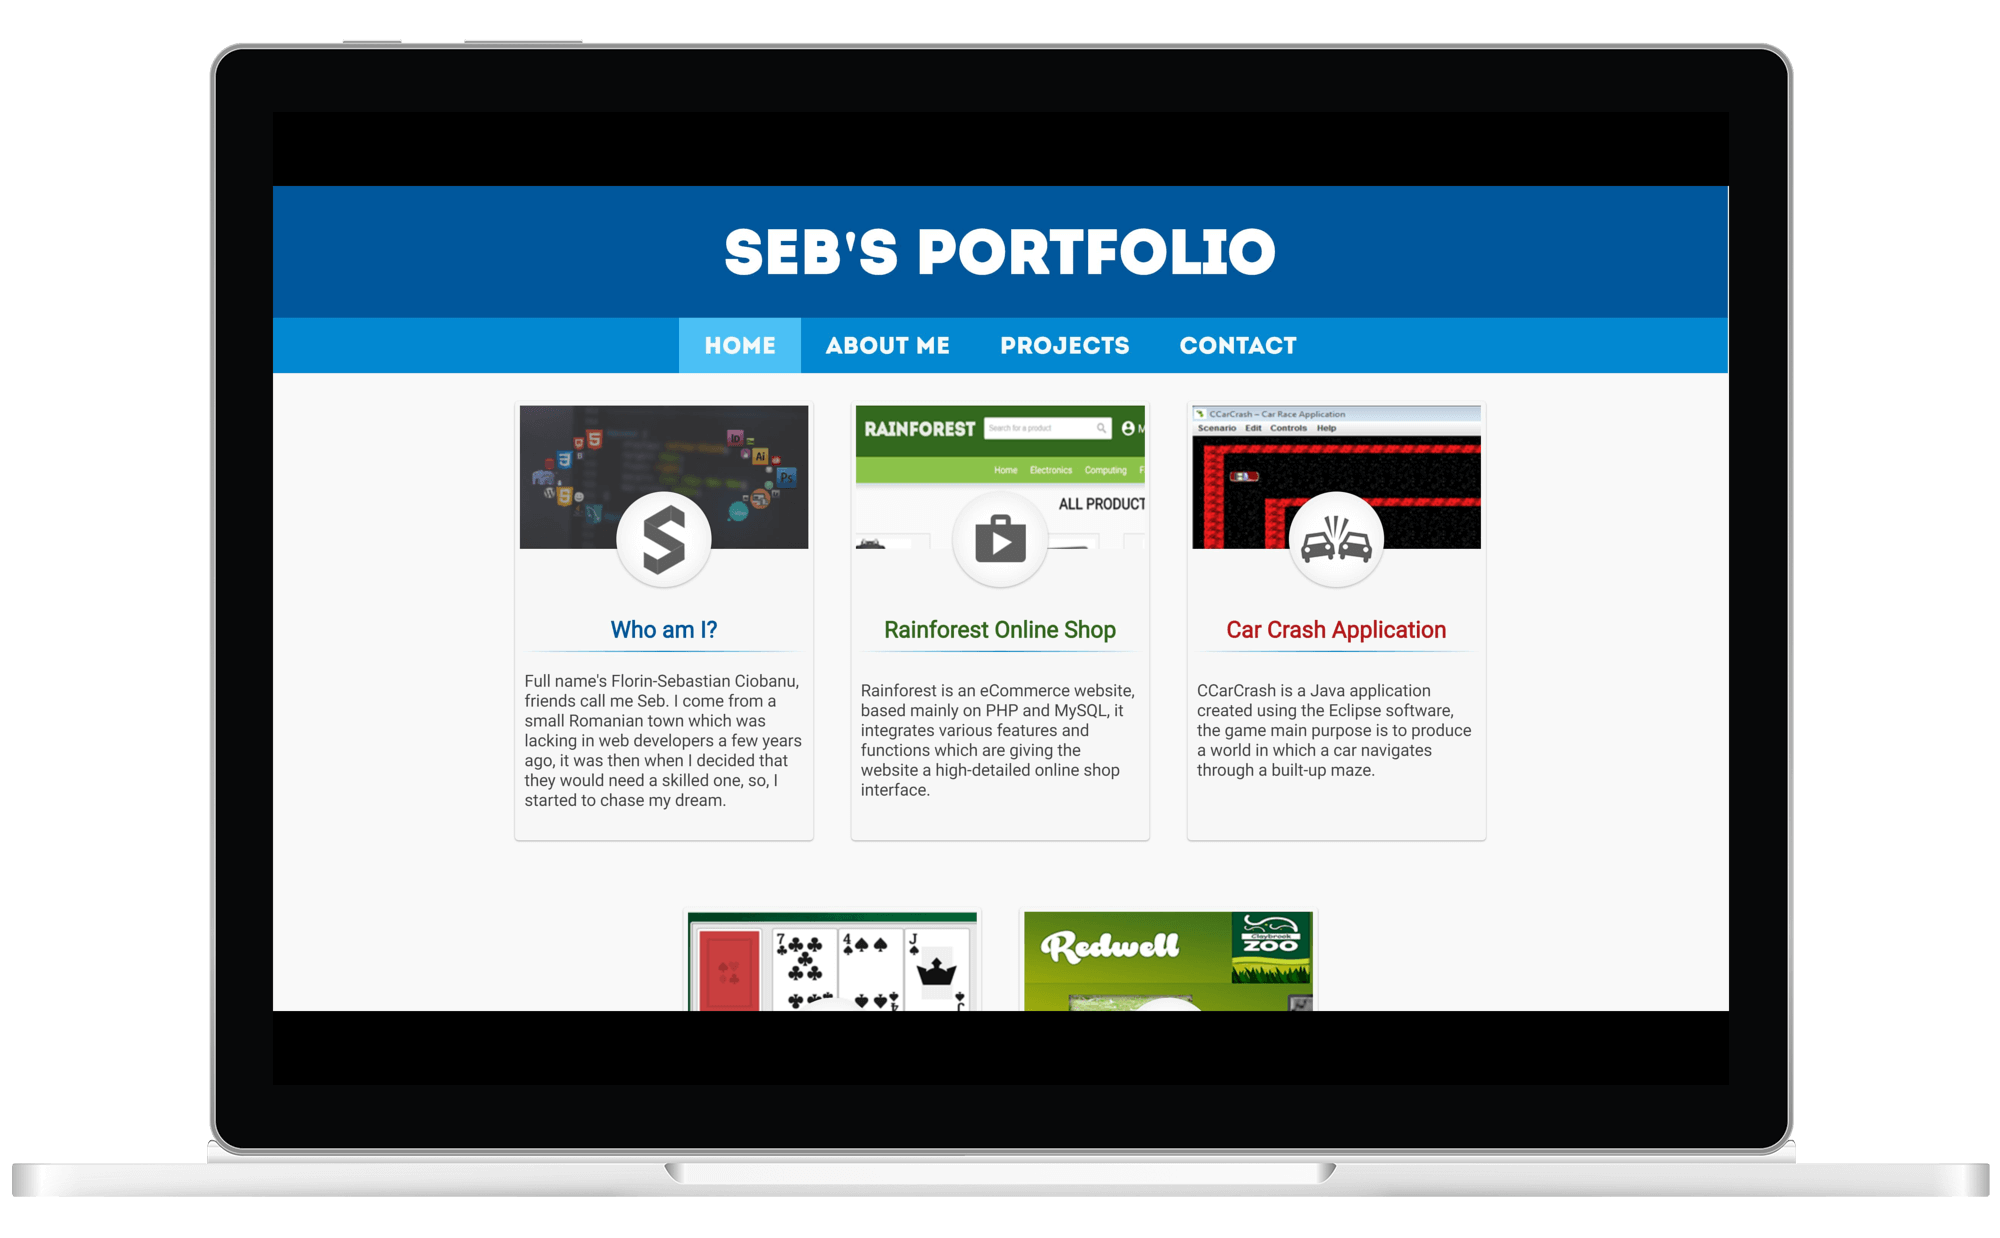 SEB'S PORTFOLIO
HOME ABOUT ME PROJECTS CONTACT
Id
Ai
Ps
Who am I?
Full name's Florin-Sebastian Ciobanu,
friends call me Seb. I come from a
small Romanian town which was
lacking in web developers a few years
ago, it was then when I decided that
they would need a skilled one, so, I
started to chase my dream.
RAINFOREST Search for a product M
Home Electronics Computing F
ALL PRODUCT
Rainforest Online Shop
Rainforest is an eCommerce website,
based mainly on PHP and MySQL, it
integrates various features and
functions which are giving the
website a high-detailed online shop
interface.
CCarCrash – Car Race Application
Scenario Edit Controls Help
Car Crash Application
CCarCrash is a Java application
created using the Eclipse software,
the game main purpose is to produce
a world in which a car navigates
through a built-up maze.
7 4 J
4 J
Redwell
Claybrook
ZOO